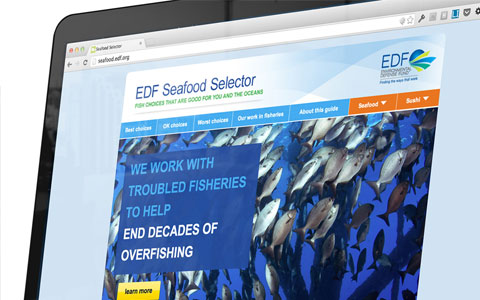 Seafood Selector
seafood.edf.org
EDF Seafood Selector
FISH CHOICES THAT ARE GOOD FOR YOU AND THE OCEANS
EDF
ENVIRONMENTAL
DEFENSE FUND
Finding the ways that work
Best choices
OK choices
Worst choices
Our work in fisheries
About this guide
Seafood
Sushi
WE WORK WITH
TROUBLED FISHERIES
TO HELP
END DECADES OF
OVERFISHING
learn more